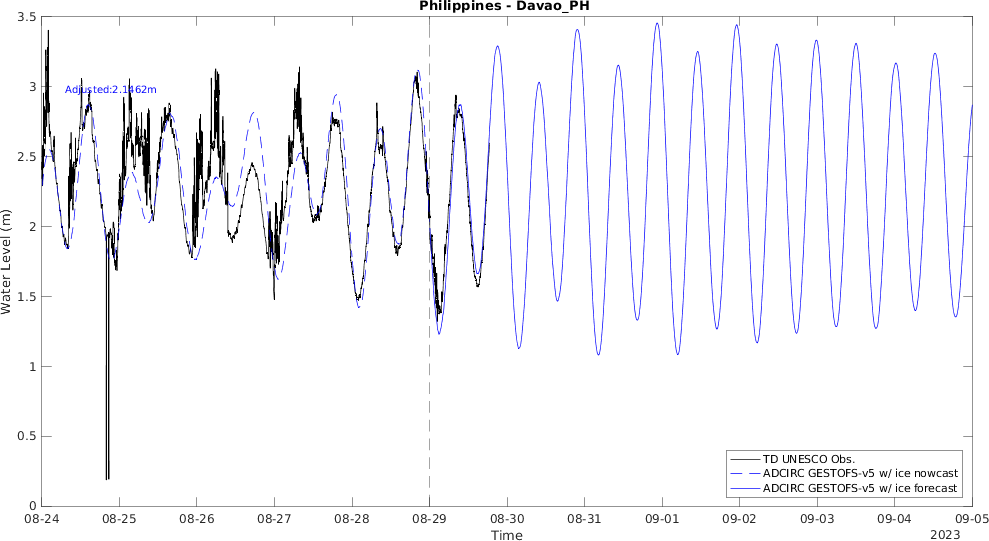 Philippines - Davao_PH
3.5
3
2.5
2
1.5
1
0.5
0
Water Level (m)
Adjusted:2.1462m
TD UNESCO Obs.
ADCIRC GESTOFS-v5 w/ ice nowcast
ADCIRC GESTOFS-v5 w/ ice forecast
08-24 08-25 08-26 08-27 08-28 08-29 08-30 08-31 09-01 09-02 09-03 09-04 09-05
Time
2023